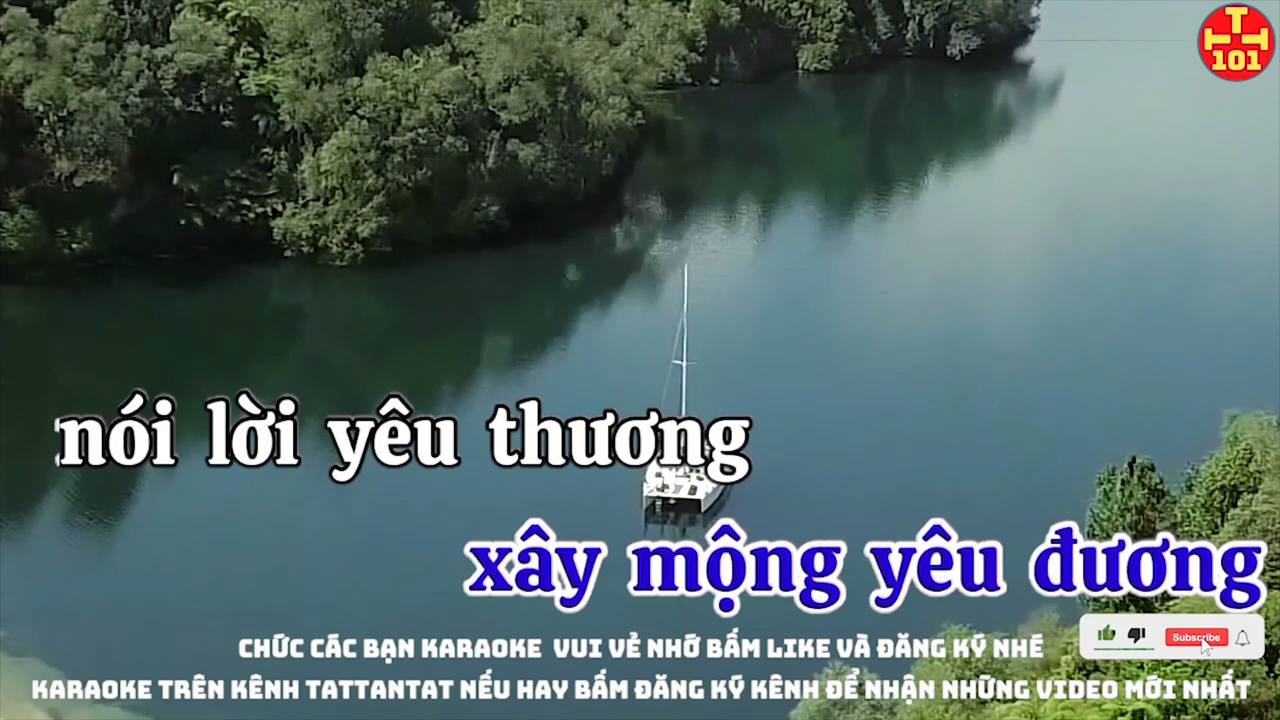 T
TT
101
nói lời yêu thương
xây mộng yêu đương
CHỨC CÁC BẠN KARAOKE VUI VẺ NHỚ BẤM LIKE VÀ ĐĂNG KÝ NHÉ
Subscribe
KARAOKE TRÊN KÊNH TATTANTAT NẾU HAY BẤM ĐĂNG KÝ KÊNH ĐỂ NHẬN NHỮNG VIDEO MỚI NHẤT